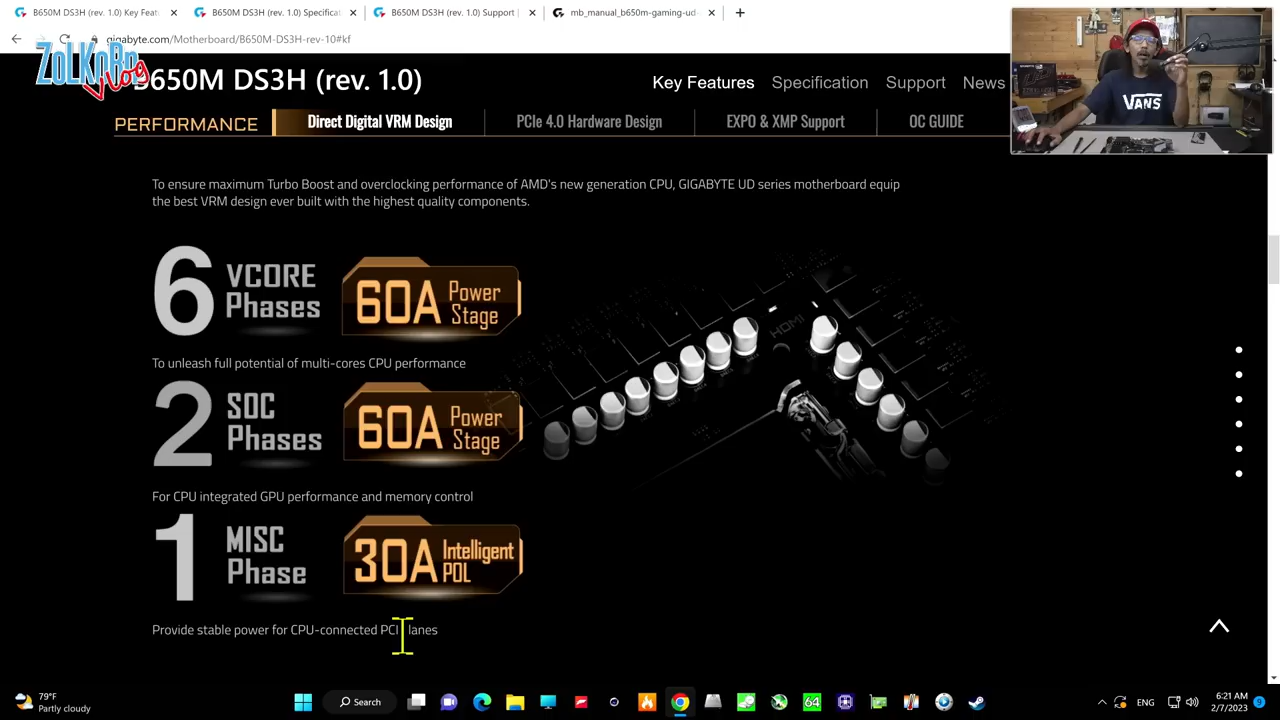 B650M DS3H (rev. 1.0) Key Featu
B650M DS3H (rev. 1.0) Specificat
B650M DS3H (rev. 1.0) Support |
mb_manual_b650m-gaming-ud-
gigabyte.com/Motherboard/B650M-DS3H-rev-10#kf
ZoLKoRn
Vlog
B650M DS3H (rev. 1.0)
Key Features
Specification
Support
News
VANS
PERFORMANCE
Direct Digital VRM Design
PCIe 4.0 Hardware Design
EXPO & XMP Support
OC GUIDE
To ensure maximum Turbo Boost and overclocking performance of AMD's new generation CPU, GIGABYTE UD series motherboard equip
the best VRM design ever built with the highest quality components.
6 VCORE Phases
60A Power Stage
To unleash full potential of multi-cores CPU performance
2 SOC Phases
60A Power Stage
For CPU integrated GPU performance and memory control
1 MISC Phase
30A Intelligent POL
Provide stable power for CPU-connected PCI lanes
HDMI
79°F
Partly cloudy
Search
64
ENG
6:21 AM
2/7/2023
9